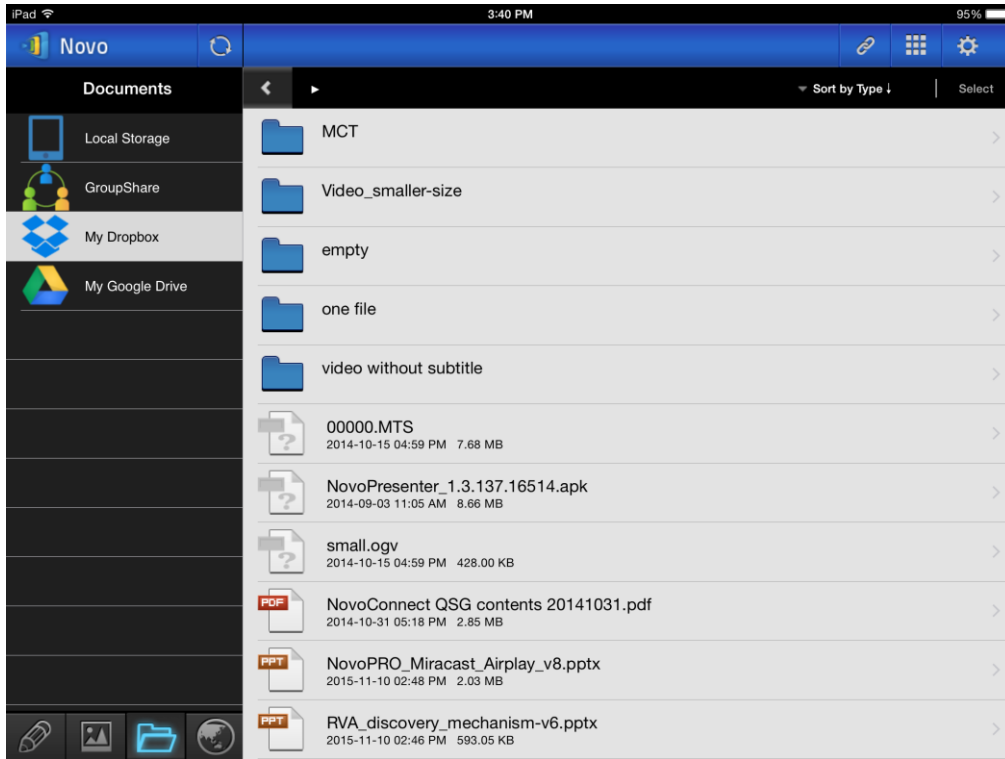 iPad 3:40 PM 95%
Novo
Documents
Sort by Type ↓ Select
Local Storage
GroupShare
My Dropbox
My Google Drive
MCT
Video_smaller-size
empty
one file
video without subtitle
00000.MTS
2014-10-15 04:59 PM 7.68 MB
NovoPresenter_1.3.137.16514.apk
2014-09-03 11:05 AM 8.66 MB
small.ogv
2014-10-15 04:59 PM 428.00 KB
PDF
NovoConnect QSG contents 20141031.pdf
2014-10-31 05:18 PM 2.85 MB
PPT
NovoPRO_Miracast_Airplay_v8.pptx
2015-11-10 02:48 PM 2.03 MB
PPT
RVA_discovery_mechanism-v6.pptx
2015-11-10 02:46 PM 593.05 KB